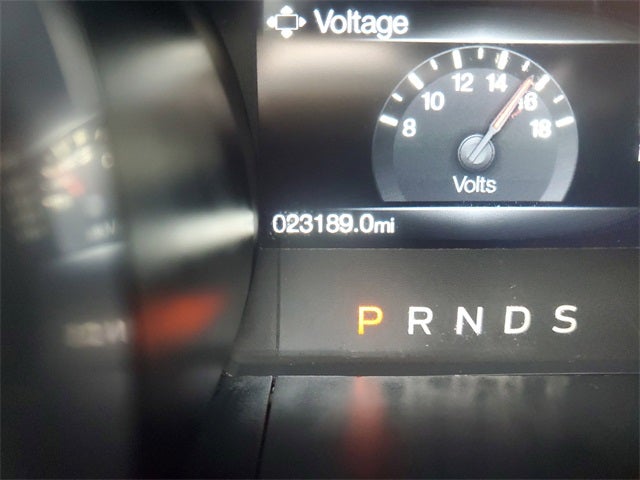 Voltage
8 10 12 14 16 18
Volts
023189.0mi
P R N D S